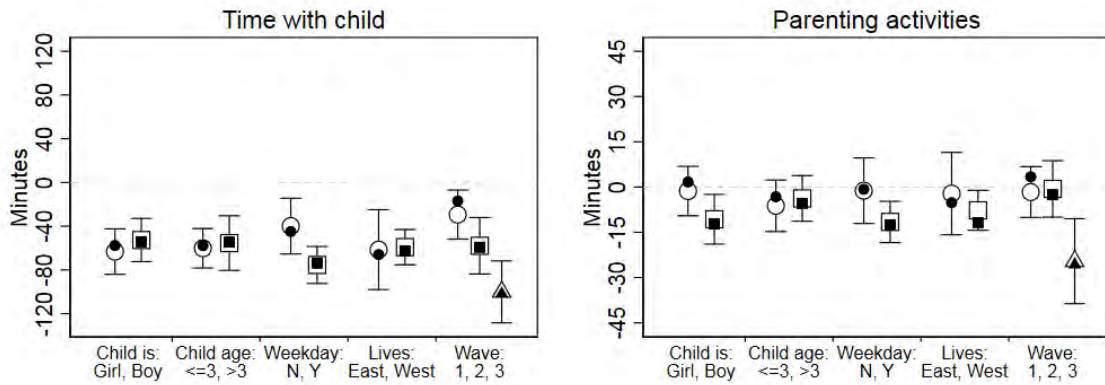 Time with child
Minutes
120
80
40
0
-40
-80
-120
Child is:
Girl, Boy
Child age:
<=3, >3
Weekday:
N, Y
Lives:
East, West
Wave:
1, 2, 3
Parenting activities
Minutes
45
30
15
0
-15
-30
-45
Child is:
Girl, Boy
Child age:
<=3, >3
Weekday:
N, Y
Lives:
East, West
Wave:
1, 2, 3